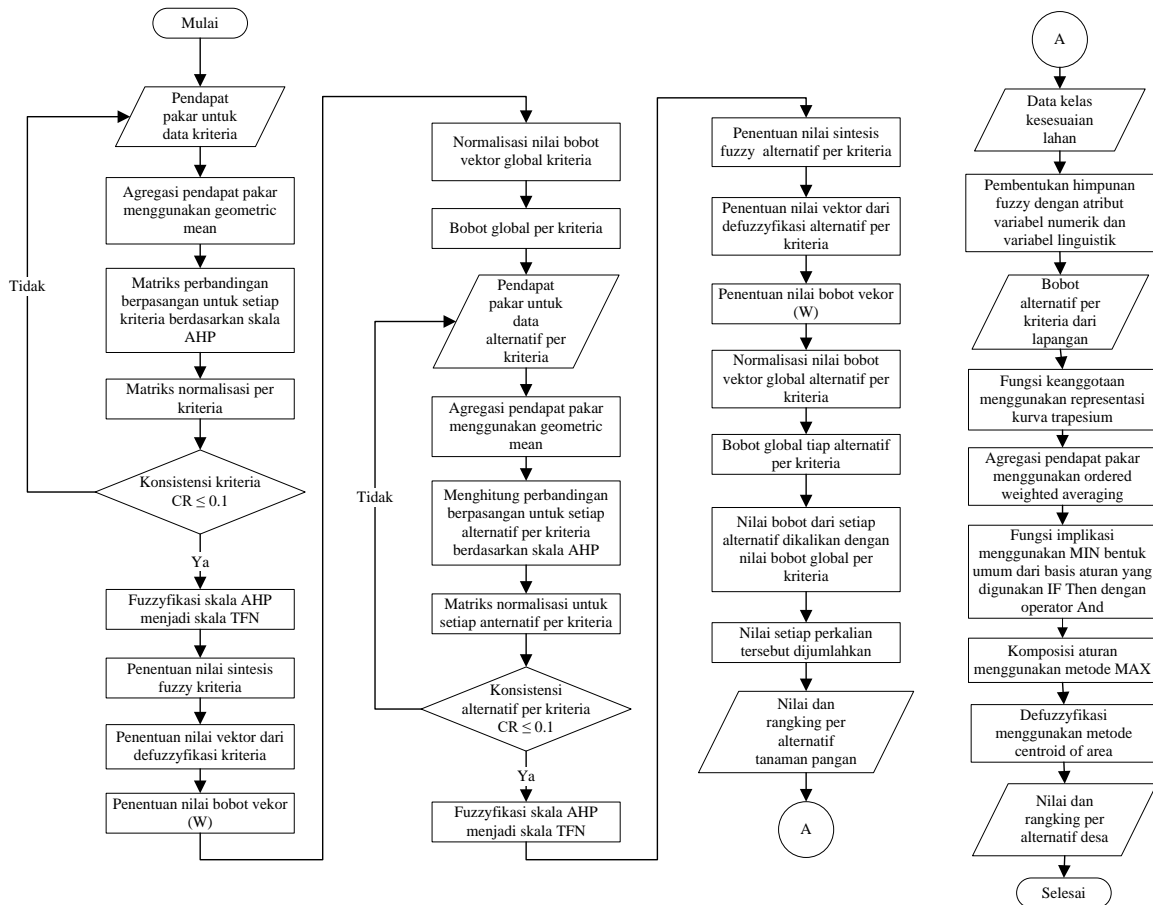 Mulai
Pendapat
pakar untuk
data kriteria
Agregasi pendapat pakar
menggunakan geometric
mean
Tidak
Matriks perbandingan
berpasangan untuk setiap
kriteria berdasarkan skala
AHP
Matriks normalisasi per
kriteria
Konsistensi kriteria
CR ≤ 0.1
Ya
Fuzzyfikasi skala AHP
menjadi skala TFN
Penentuan nilai sintesis
fuzzy kriteria
Penentuan nilai vektor dari
defuzzyfikasi kriteria
Penentuan nilai bobot vekor
(W)
Normalisasi nilai bobot
vektor global kriteria
Bobot global per kriteria
Pendapat
pakar untuk
data
alternatif per
kriteria
Agregasi pendapat pakar
menggunakan geometric
mean
Tidak
Menghitung perbandingan
berpasangan untuk setiap
alternatif per kriteria
berdasarkan skala AHP
Matriks normalisasi untuk
setiap anternatif per kriteria
Konsistensi
alternatif per kriteria
CR ≤ 0.1
Ya
Fuzzyfikasi skala AHP
menjadi skala TFN
Penentuan nilai sintesis
fuzzy alternatif per kriteria
Penentuan nilai vektor dari
defuzzyfikasi alternatif per
kriteria
Penentuan nilai bobot vekor
(W)
Normalisasi nilai bobot
vektor global alternatif per
kriteria
Bobot global tiap alternatif
per kriteria
Nilai bobot dari setiap
alternatif dikalikan dengan
nilai bobot global per
kriteria
Nilai setiap perkalian
tersebut dijumlahkan
Nilai dan
rangking per
alternatif
tanaman pangan
A
A
Data kelas
kesesuaian
lahan
Pembentukan himpunan
fuzzy dengan atribut
variabel numerik dan
variabel linguistik
Bobot
alternatif per
kriteria dari
lapangan
Fungsi keanggotaan
menggunakan representasi
kurva trapesium
Agregasi pendapat pakar
menggunakan ordered
weighted averaging
Fungsi implikasi
menggunakan MIN bentuk
umum dari basis aturan yang
digunakan IF Then dengan
operator And
Komposisi aturan
menggunakan metode MAX
Defuzzyfikasi
menggunakan metode
centroid of area
Nilai dan
rangking per
alternatif desa
Selesai